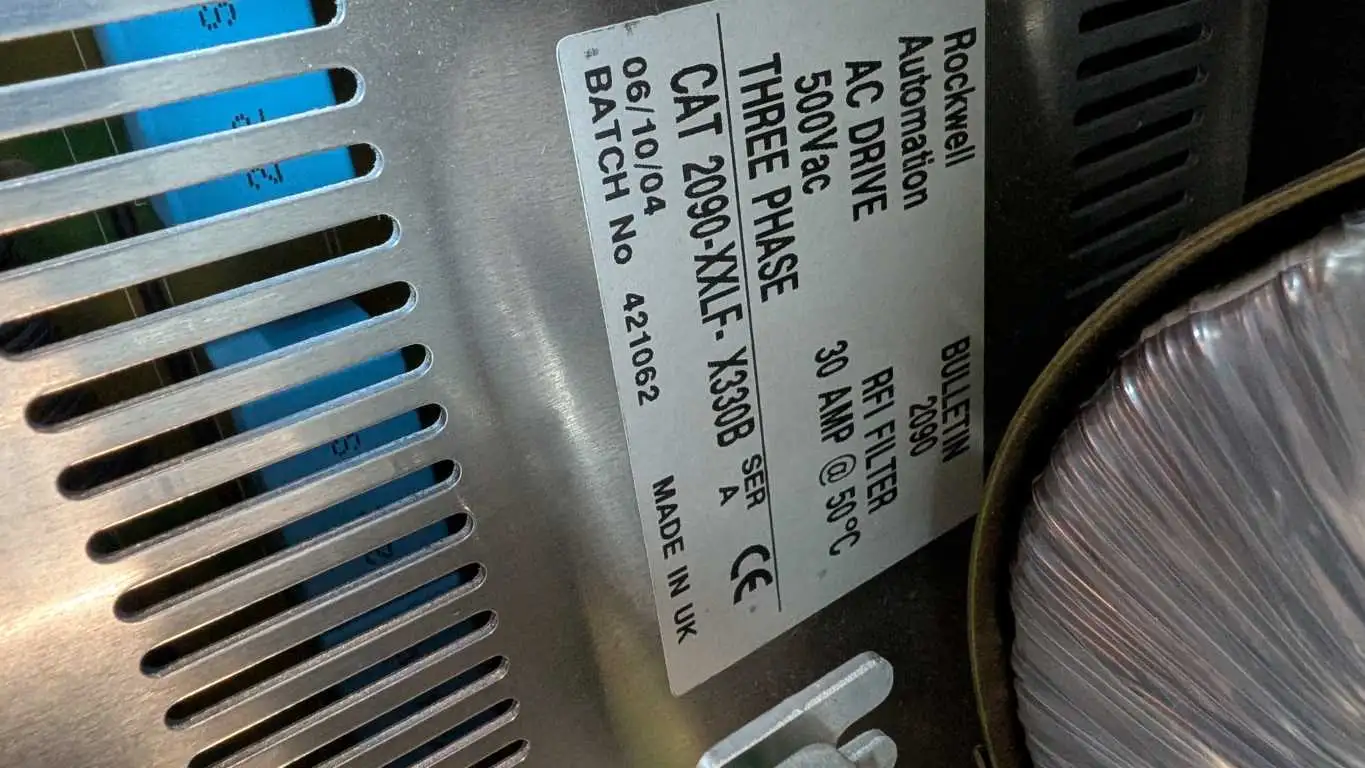 Rockwell
Automation
BULLETIN
2090
AC DRIVE
RFI FILTER
500Vac
30 AMP @ 50°C
THREE PHASE
CAT 2090-XXLF- X330B SER
A
CE
06/10/04
BATCH No 421062
MADE IN UK